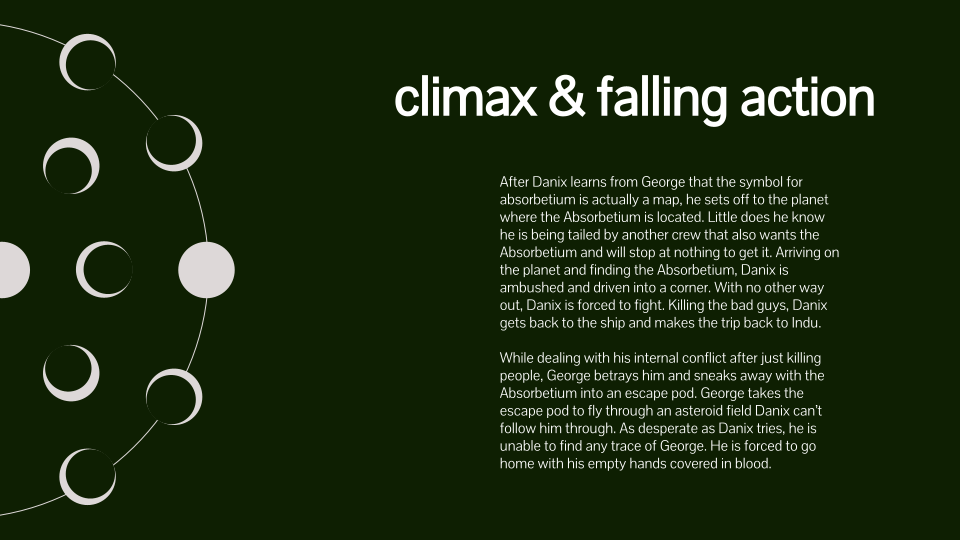 climax & falling action
After Danix learns from George that the symbol for
absorbetium is actually a map, he sets off to the planet
where the Absorbetium is located. Little does he know
he is being tailed by another crew that also wants the
Absorbetium and will stop at nothing to get it. Arriving on
the planet and finding the Absorbetium, Danix is
ambushed and driven into a corner. With no other way
out, Danix is forced to fight. Killing the bad guys, Danix
gets back to the ship and makes the trip back to Indu.
While dealing with his internal conflict after just killing
people, George betrays him and sneaks away with the
Absorbetium into an escape pod. George takes the
escape pod to fly through an asteroid field Danix can't
follow him through. As desperate as Danix tries, he is
unable to find any trace of George. He is forced to go
home with his empty hands covered in blood.